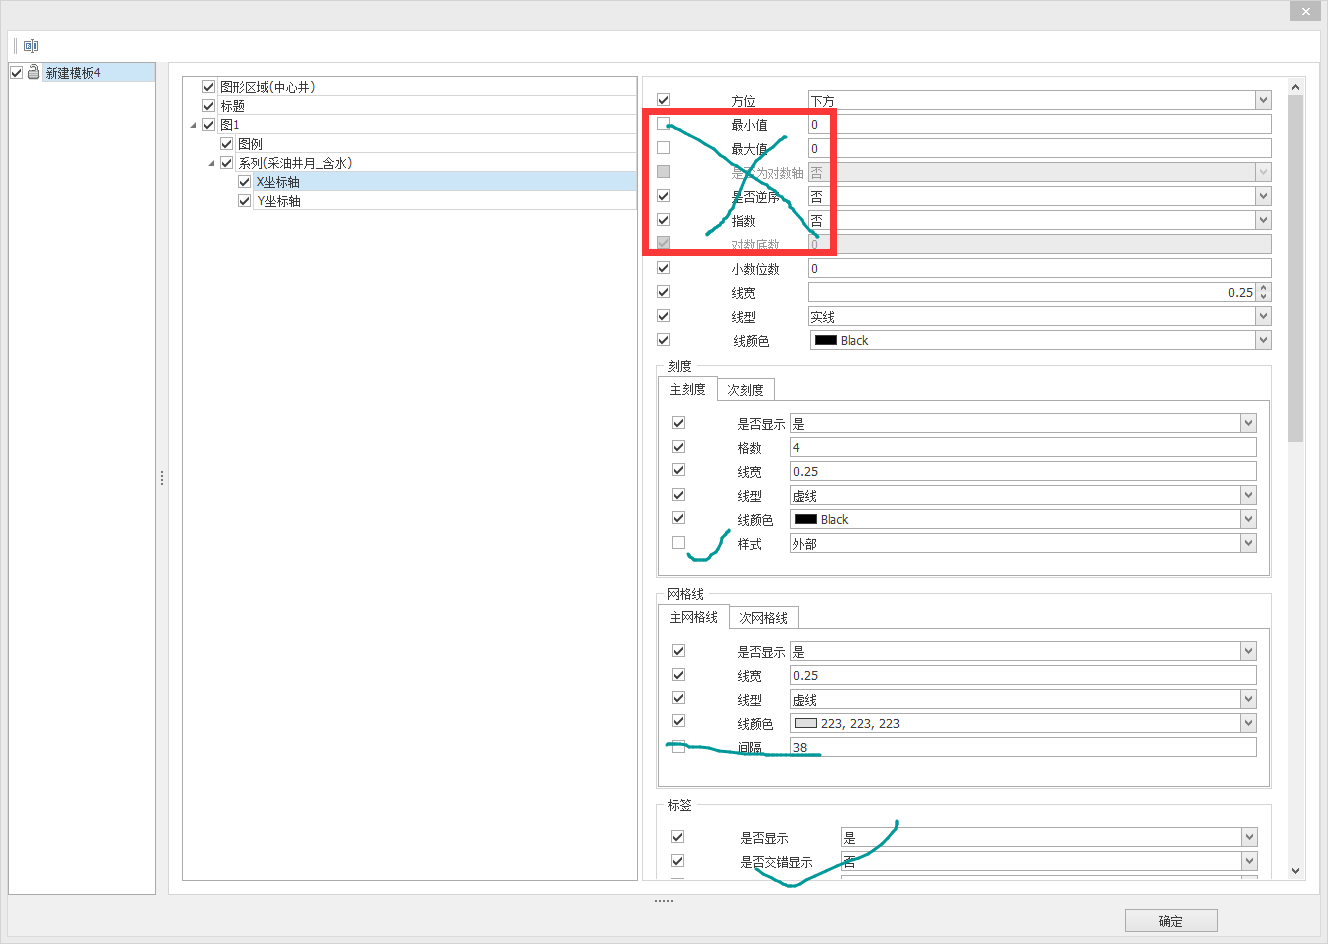 新建模板4
图形区域(中心井)
标题
图1
图例
系列(采油井月_含水)
X坐标轴
Y坐标轴
方位 下方
最小值 0
最大值 0
是否为对数轴 否
是否逆序 否
指数 否
对数底数 0
小数位数 0
线宽 0.25
线型 实线
线颜色 Black
刻度
主刻度 次刻度
是否显示 是
格数 4
线宽 0.25
线型 虚线
线颜色 Black
样式 外部
网格线
主网格线 次网格线
是否显示 是
线宽 0.25
线型 虚线
线颜色 223, 223, 223
间隔 38
标签
是否显示 是
是否交错显示 否
确定